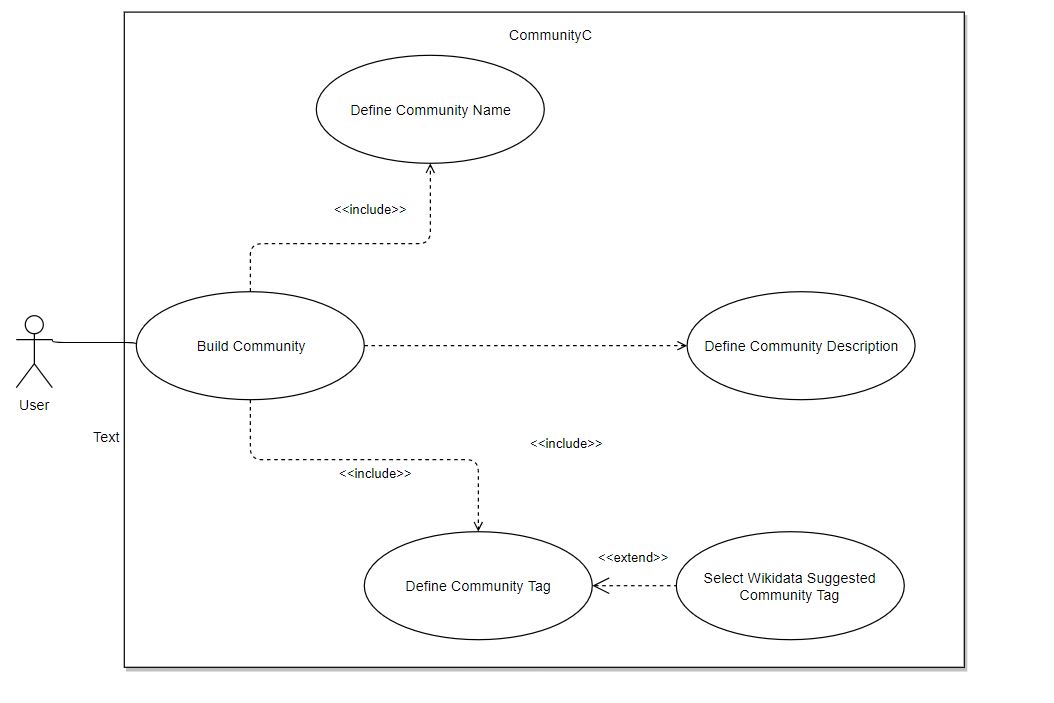 CommunityC
Define Community Name
<<include>>
Build Community
Define Community Description
User
Text
<<include>>
<<include>>
<<extend>>
Define Community Tag
Select Wikidata Suggested
Community Tag